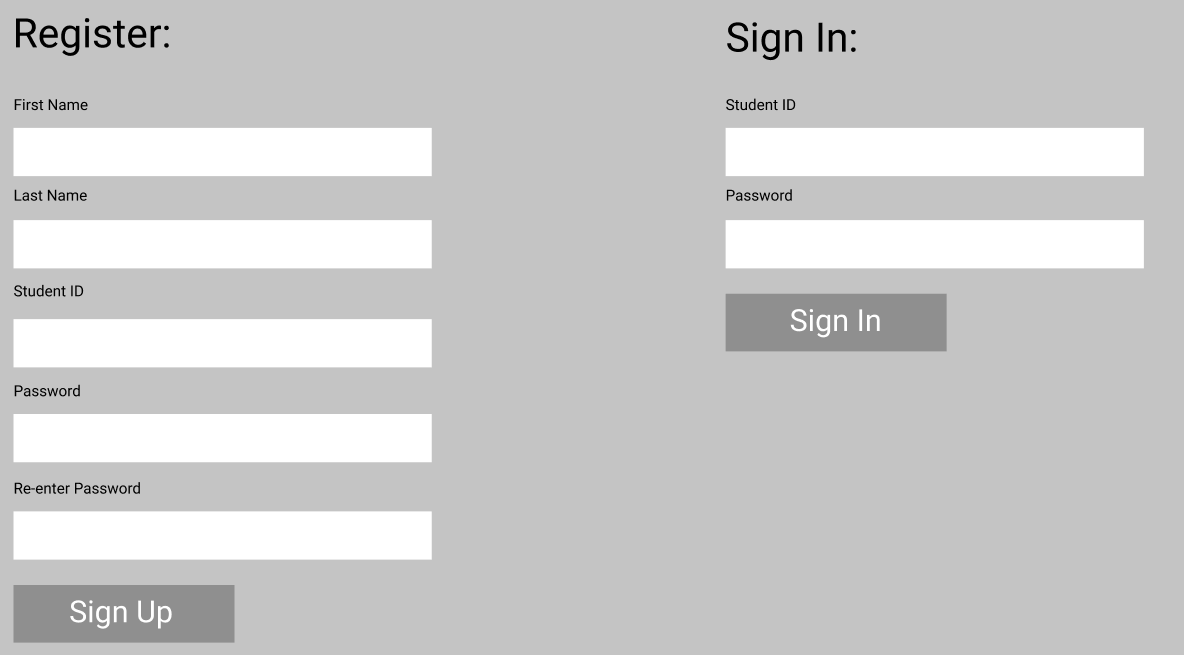 Register:
First Name
Last Name
Student ID
Password
Re-enter Password
Sign Up
Sign In:
Student ID
Password
Sign In